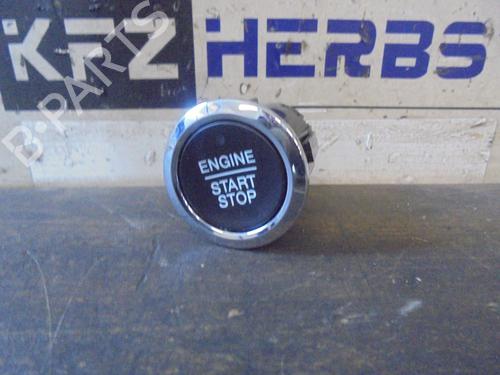 KFZ HERBS
B-PARTS
ENGINE
START
STOP